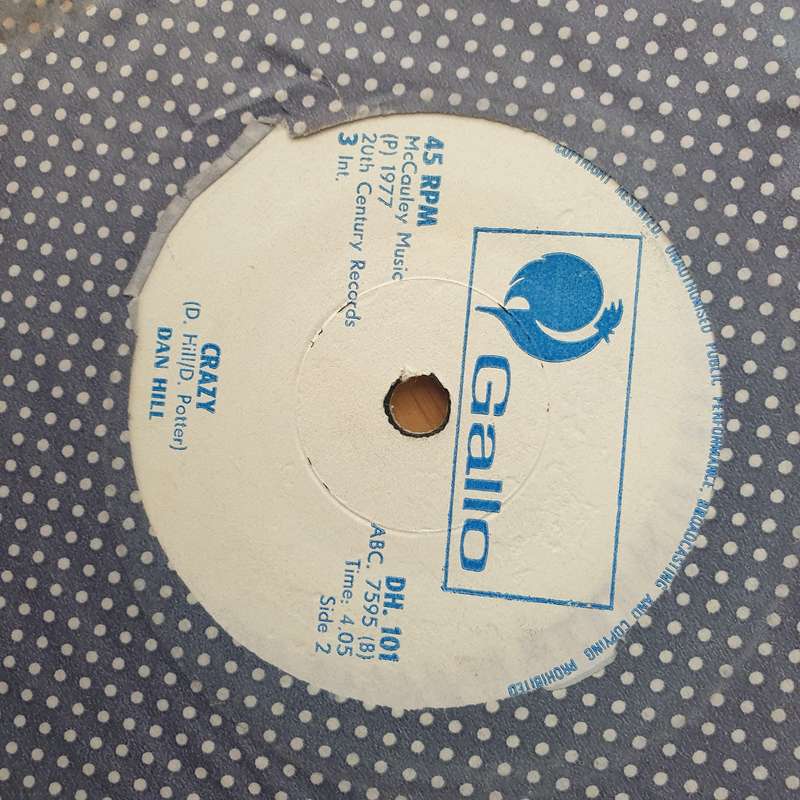 COPYRIGHT RESERVED. UNAUTHORISED PUBLIC PERFORMANCE, BROADCASTING AND COPYING PROHIBITED
Gallo
45 RPM
McCauley Music
(P) 1977
20th Century Records
3 Int.
DH. 101
ABC. 7595 (B)
Time: 4.05
Side 2
CRAZY
(D. Hill/D. Potter)
DAN HILL